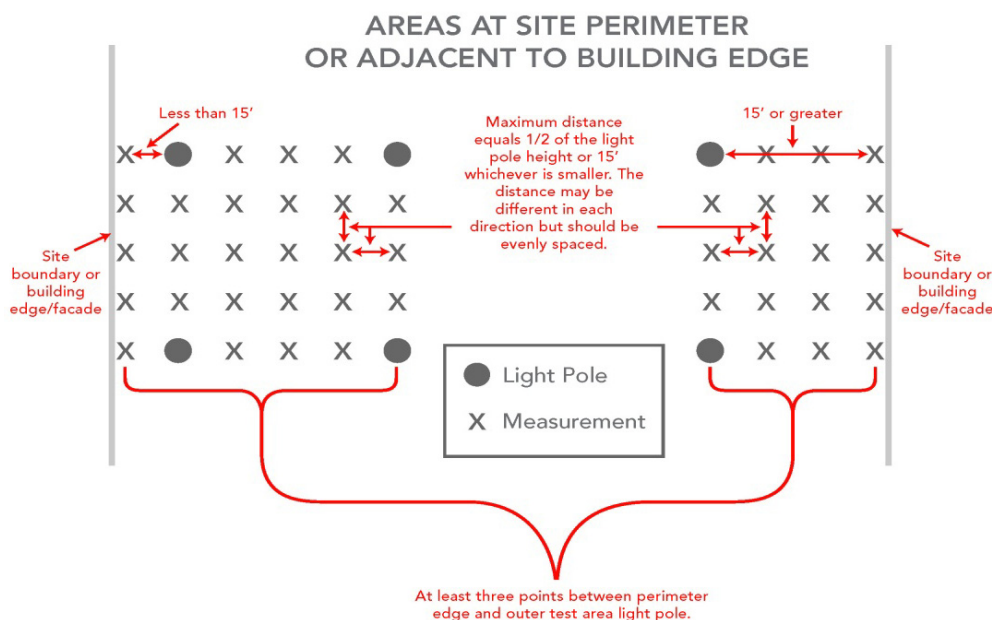 AREAS AT SITE PERIMETER
OR ADJACENT TO BUILDING EDGE
Less than 15’
Maximum distance
equals 1/2 of the light
pole height or 15’
whichever is smaller. The
distance may be
different in each
direction but should be
evenly spaced.
15’ or greater
X X X X X X X
X X X X X X X X X X
X X X X X X X X X X
X X X X X X X X X X
X X X X X X X
Site
boundary or
building
edge/facade
Site
boundary or
building
edge/facade
Light Pole
X Measurement
At least three points between perimeter
edge and outer test area light pole.